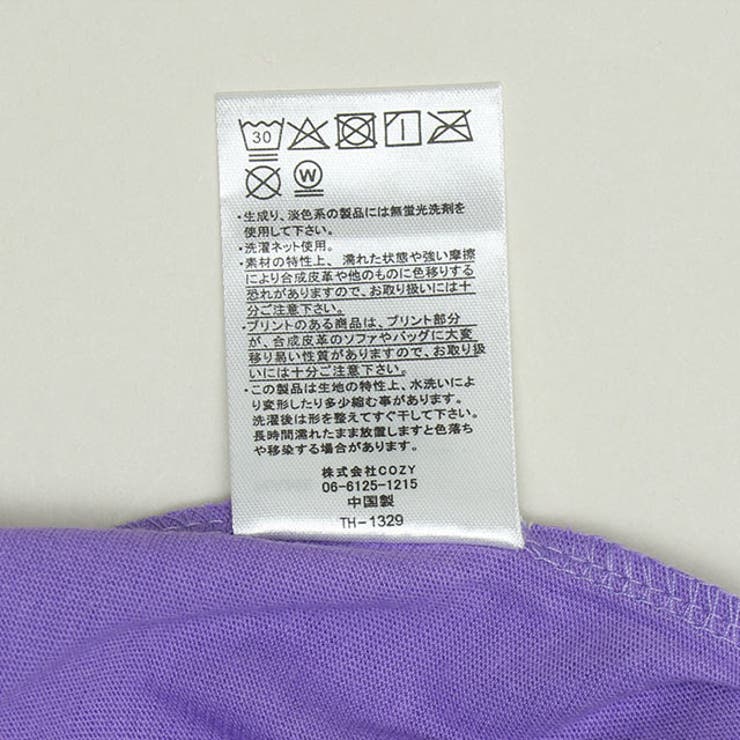 30
W
・生成り、淡色系の製品には無蛍光洗剤を
使用して下さい。
・洗濯ネット使用。
・素材の特性上、濡れた状態や強い摩擦
により合成皮革や他のものに色移りする
恐れがありますので、お取り扱いには十
分ご注意下さい。
・プリントのある商品は、プリント部分
が、合成皮革のソファやバッグに大変
移り易い性質がありますので、お取り扱
いには十分ご注意下さい。
・この製品は生地の特性上、水洗いによ
り変形したり多少縮む事があります。
洗濯後は形を整えてすぐ干して下さい。
長時間濡れたまま放置しますと色落ち
や移染する場合があります。
株式会社COZY
06-6125-1215
中国製
TH-1329